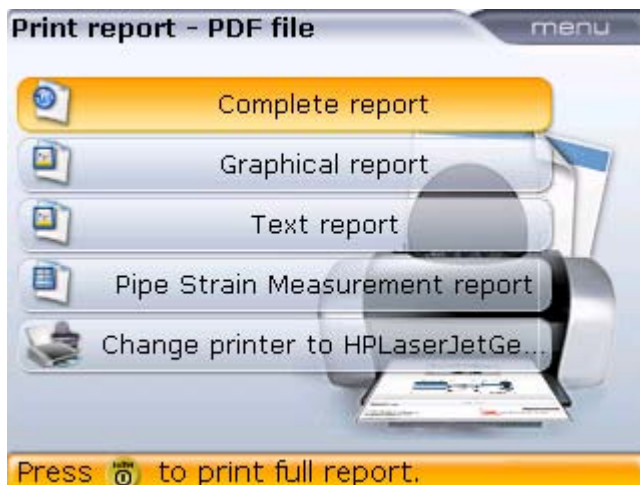 Print report - PDF file
menu
Complete report
Graphical report
Text report
Pipe Strain Measurement report
Change printer to HPLaserJetGe...
Press to print full report.